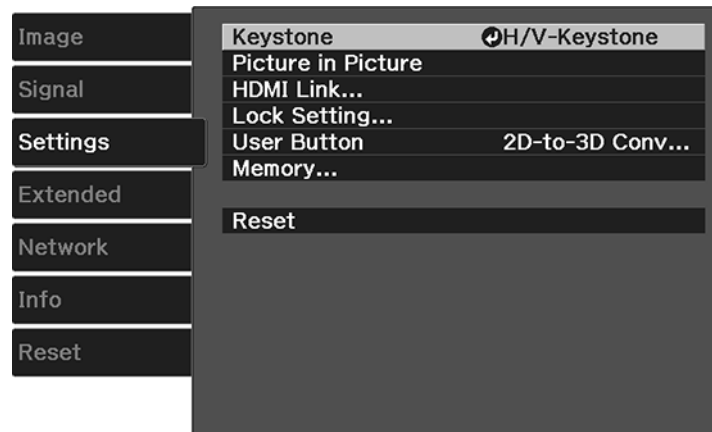 Image
Signal
Settings
Extended
Network
Info
Reset
Keystone H/V-Keystone
Picture in Picture
HDMI Link...
Lock Setting...
User Button 2D-to-3D Conv...
Memory...
Reset